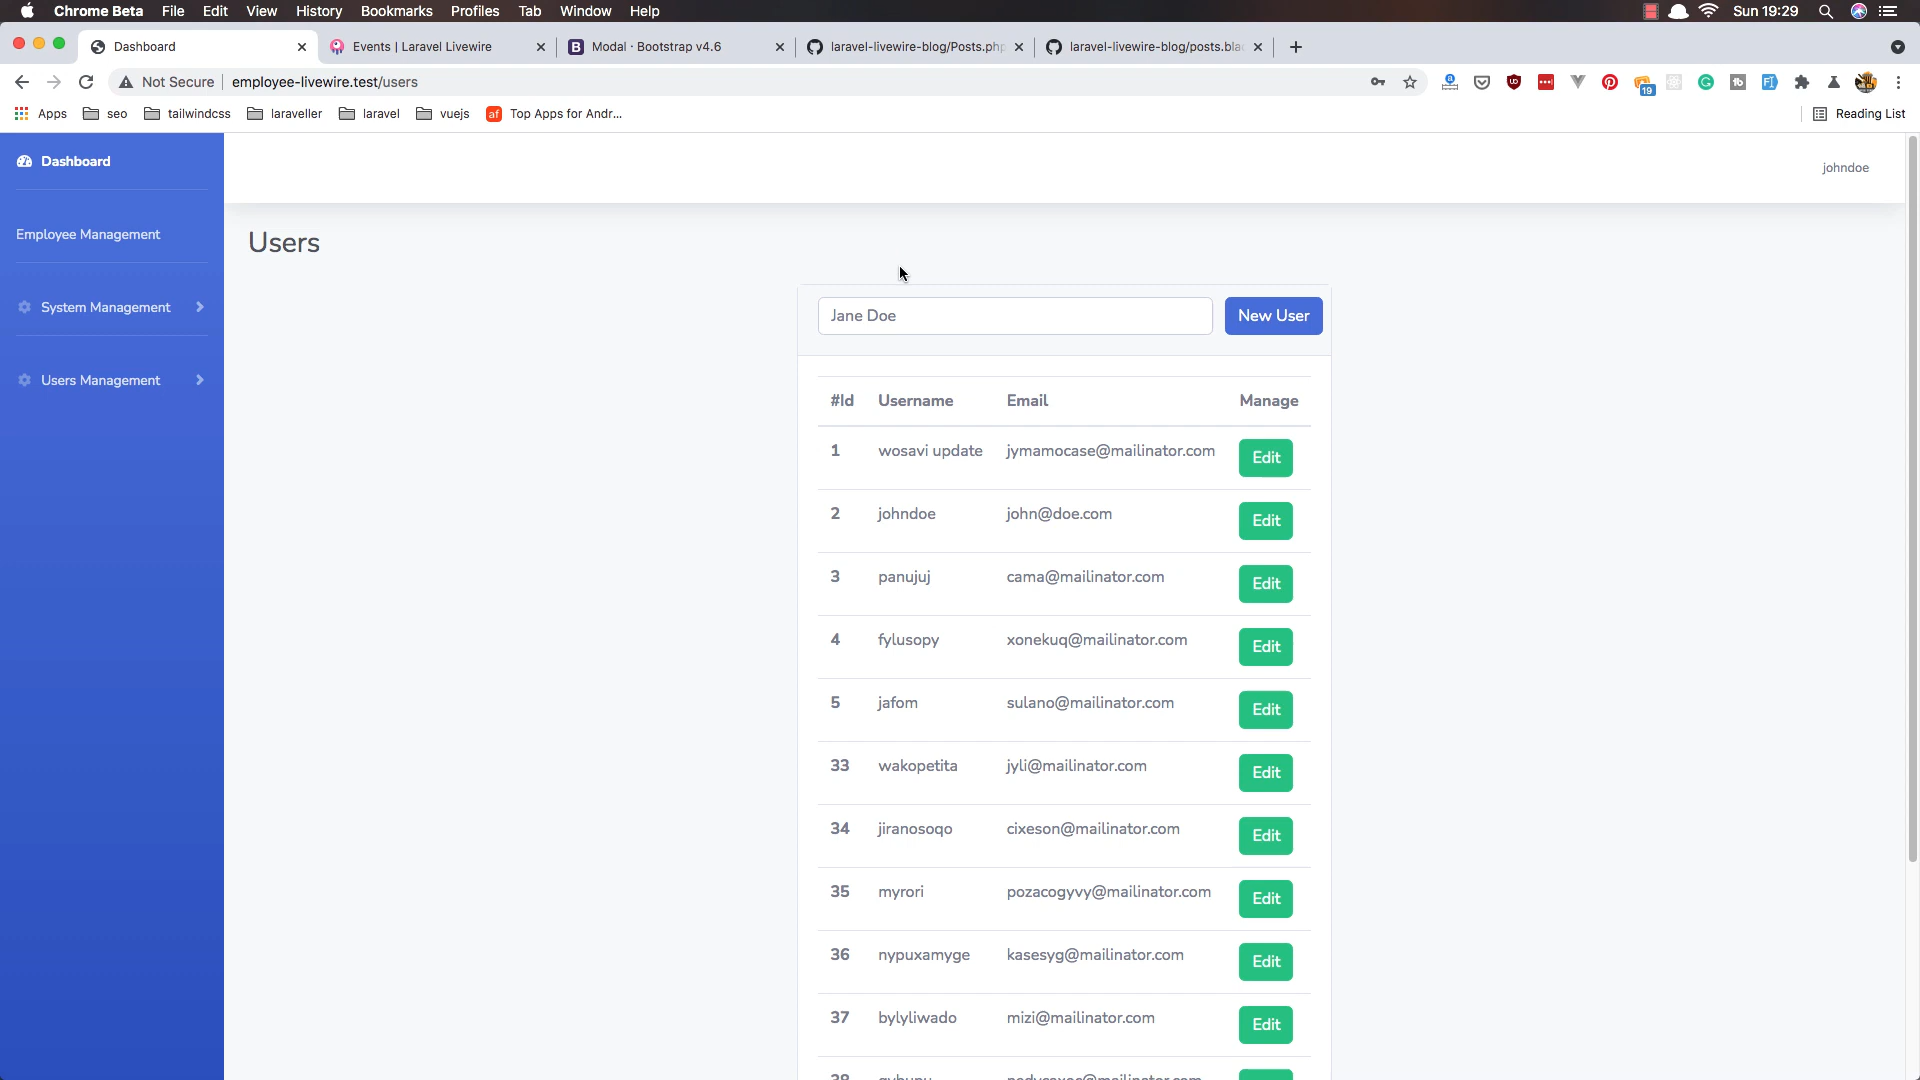 Chrome Beta File Edit View History Bookmarks Profiles Tab Window Help Sun 19:29
Dashboard Events | Laravel Livewire Modal · Bootstrap v4.6 laravel-livewire-blog/Posts.php laravel-livewire-blog/posts.bla
Not Secure employee-livewire.test/users 19
Apps seo tailwindcss laraveller laravel vuejs Top Apps for Andr... Reading List
Dashboard
johndoe
Employee Management
System Management
Users Management
Users
Jane Doe New User
#Id Username Email Manage
1 wosavi update jymamocase@mailinator.com Edit
2 johndoe john@doe.com Edit
3 panujuj cama@mailinator.com Edit
4 fylusopy xonekuq@mailinator.com Edit
5 jafom sulano@mailinator.com Edit
33 wakopetita jyli@mailinator.com Edit
34 jiranosoqo cixeson@mailinator.com Edit
35 myrori pozacogyvy@mailinator.com Edit
36 nypuxamyge kasesyg@mailinator.com Edit
37 bylyliwado mizi@mailinator.com Edit